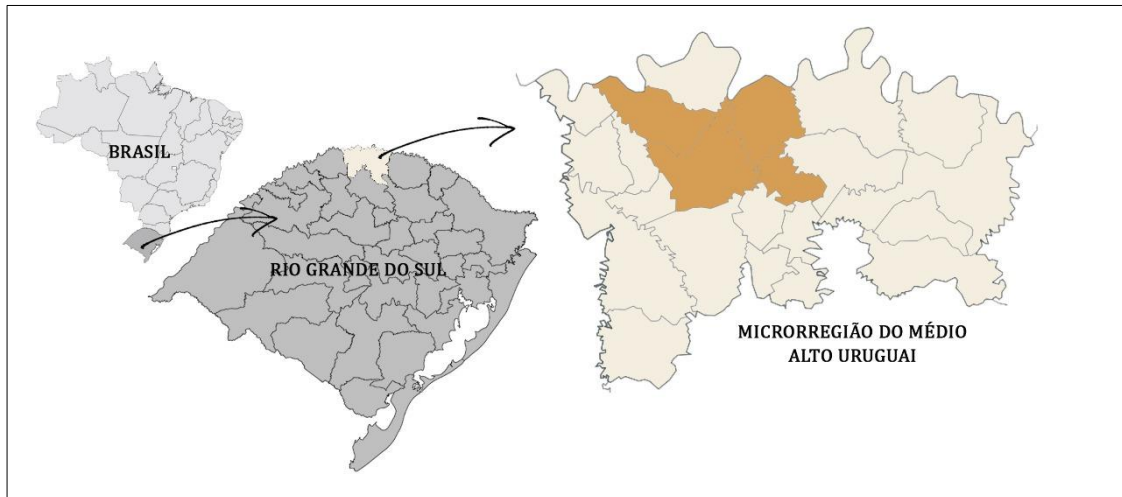 BRASIL
RIO GRANDE DO SUL
MICRORREGIÃO DO MÉDIO
ALTO URUGUAI